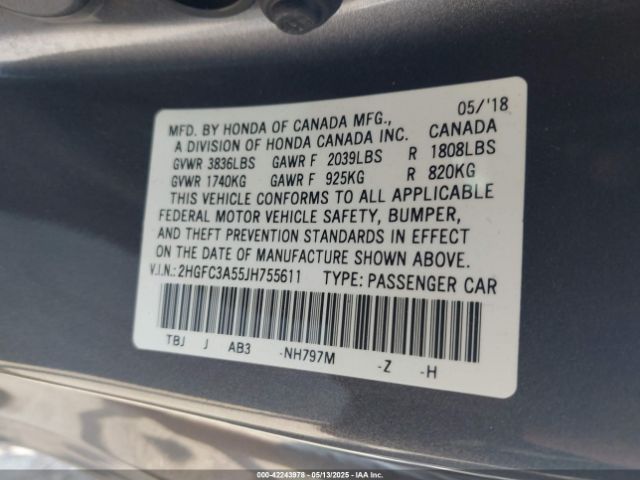 05/'18
MFD. BY HONDA OF CANADA MFG.,
A DIVISION OF HONDA CANADA INC. CANADA
GVWR 3836LBS GAWR F 2039LBS R 1808LBS
GVWR 1740KG GAWR F 925KG R 820KG
THIS VEHICLE CONFORMS TO ALL APPLICABLE
FEDERAL MOTOR VEHICLE SAFETY, BUMPER,
AND THEFT PREVENTION STANDARDS IN EFFECT
ON THE DATE OF MANUFACTURE SHOWN ABOVE.
V.I.N.: 2HGFC3A55JH755611 TYPE: PASSENGER CAR
TBJ J AB3 -NH797M -Z -H
00-42243978 - 05/13/2025 - IAA Inc.